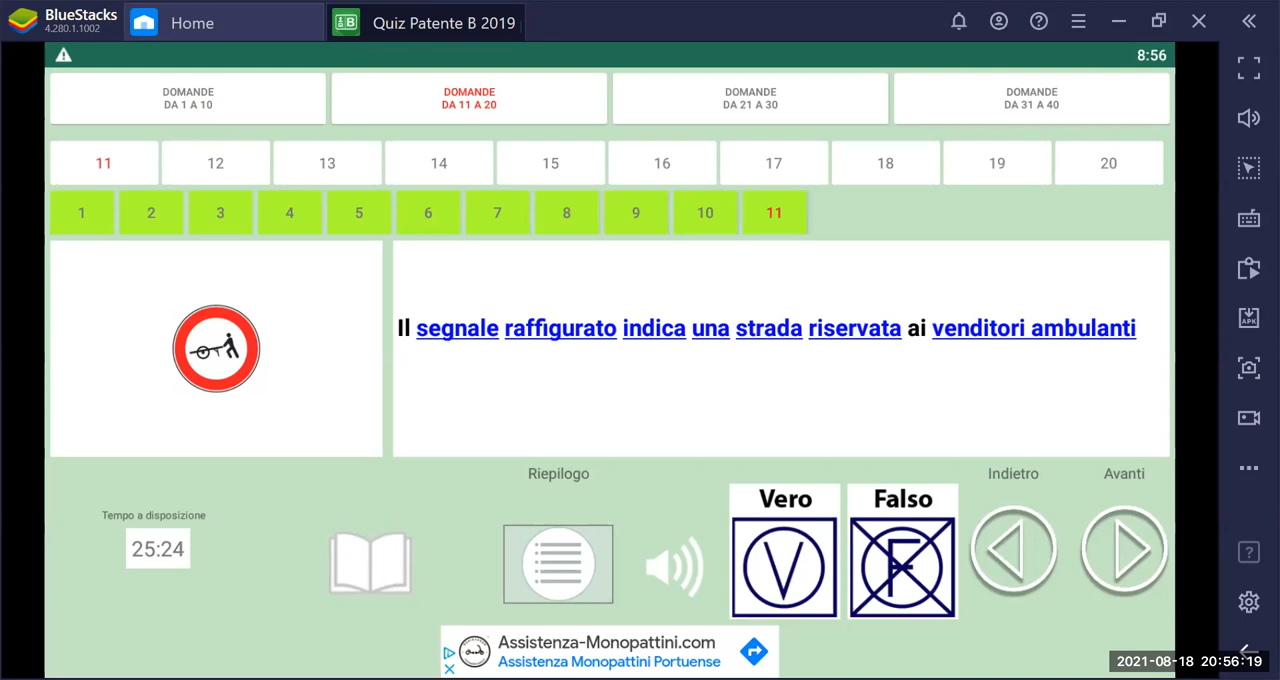 BlueStacks
4.280.1.1002
Home
Quiz Patente B 2019
8:56
DOMANDE
DA 1 A 10
DOMANDE
DA 11 A 20
DOMANDE
DA 21 A 30
DOMANDE
DA 31 A 40
11 12 13 14 15 16 17 18 19 20
1 2 3 4 5 6 7 8 9 10 11
Il segnale raffigurato indica una strada riservata ai venditori ambulanti
Riepilogo
Indietro
Avanti
Tempo a disposizione
25:24
Vero
V
Falso
F
Assistenza-Monopattini.com
Assistenza Monopattini Portuense
2021-08-18 20:56:19
B
APK